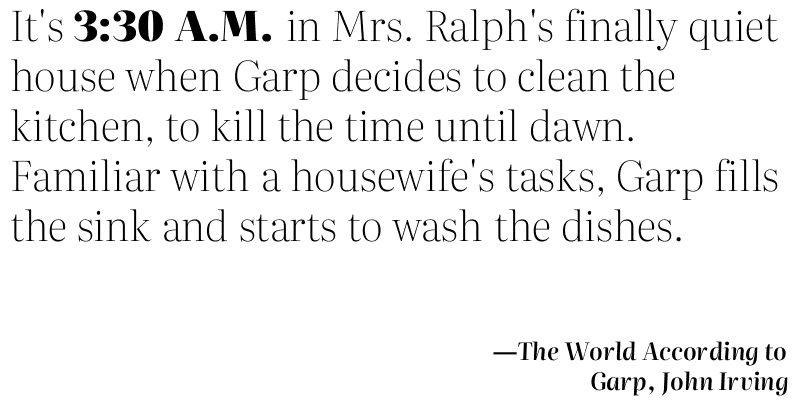 It's 3:30 A.M. in Mrs. Ralph's finally quiet
house when Garp decides to clean the
kitchen, to kill the time until dawn.
Familiar with a housewife's tasks, Garp fills
the sink and starts to wash the dishes.
—The World According to
Garp, John Irving